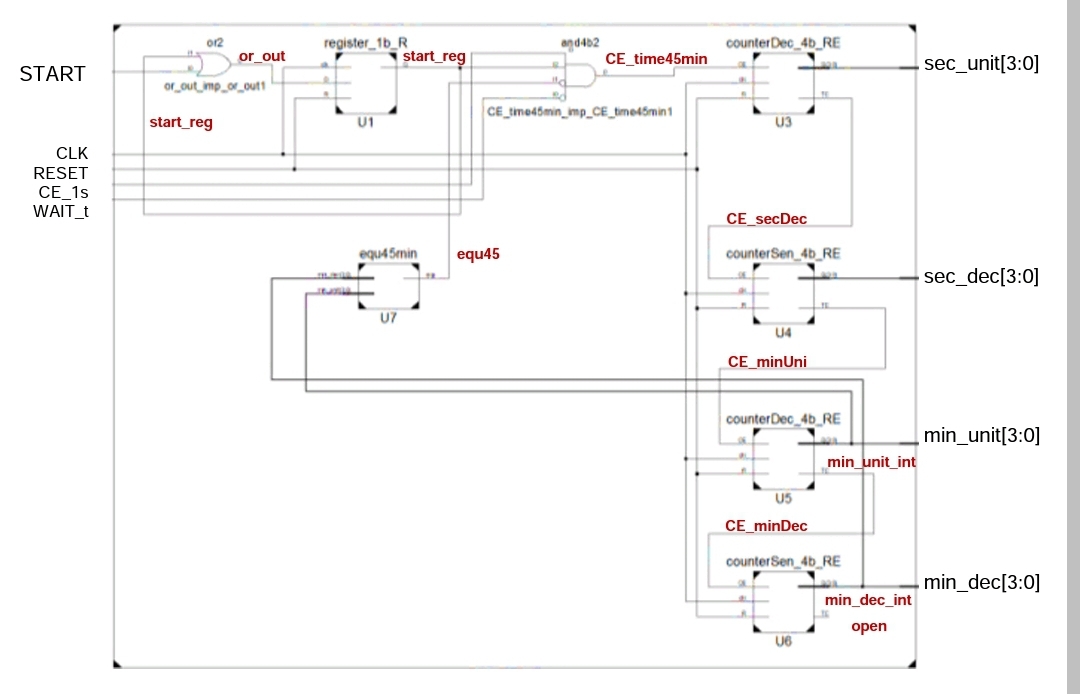 or2
register_1b_R
and4b2
counterDec_4b_RE
START
or_out
start_reg
CE_time45min
sec_unit[3:0]
or_out_imp_or_out1
CE_time45min_imp_CE_time45min1
start_reg
U1
U3
CLK
RESET
CE_1s
WAIT_t
CE_secDec
equ45min
equ45
counterSen_4b_RE
sec_dec[3:0]
U7
U4
CE_minUni
counterDec_4b_RE
min_unit[3:0]
min_unit_int
U5
CE_minDec
counterSen_4b_RE
min_dec[3:0]
min_dec_int
open
U6